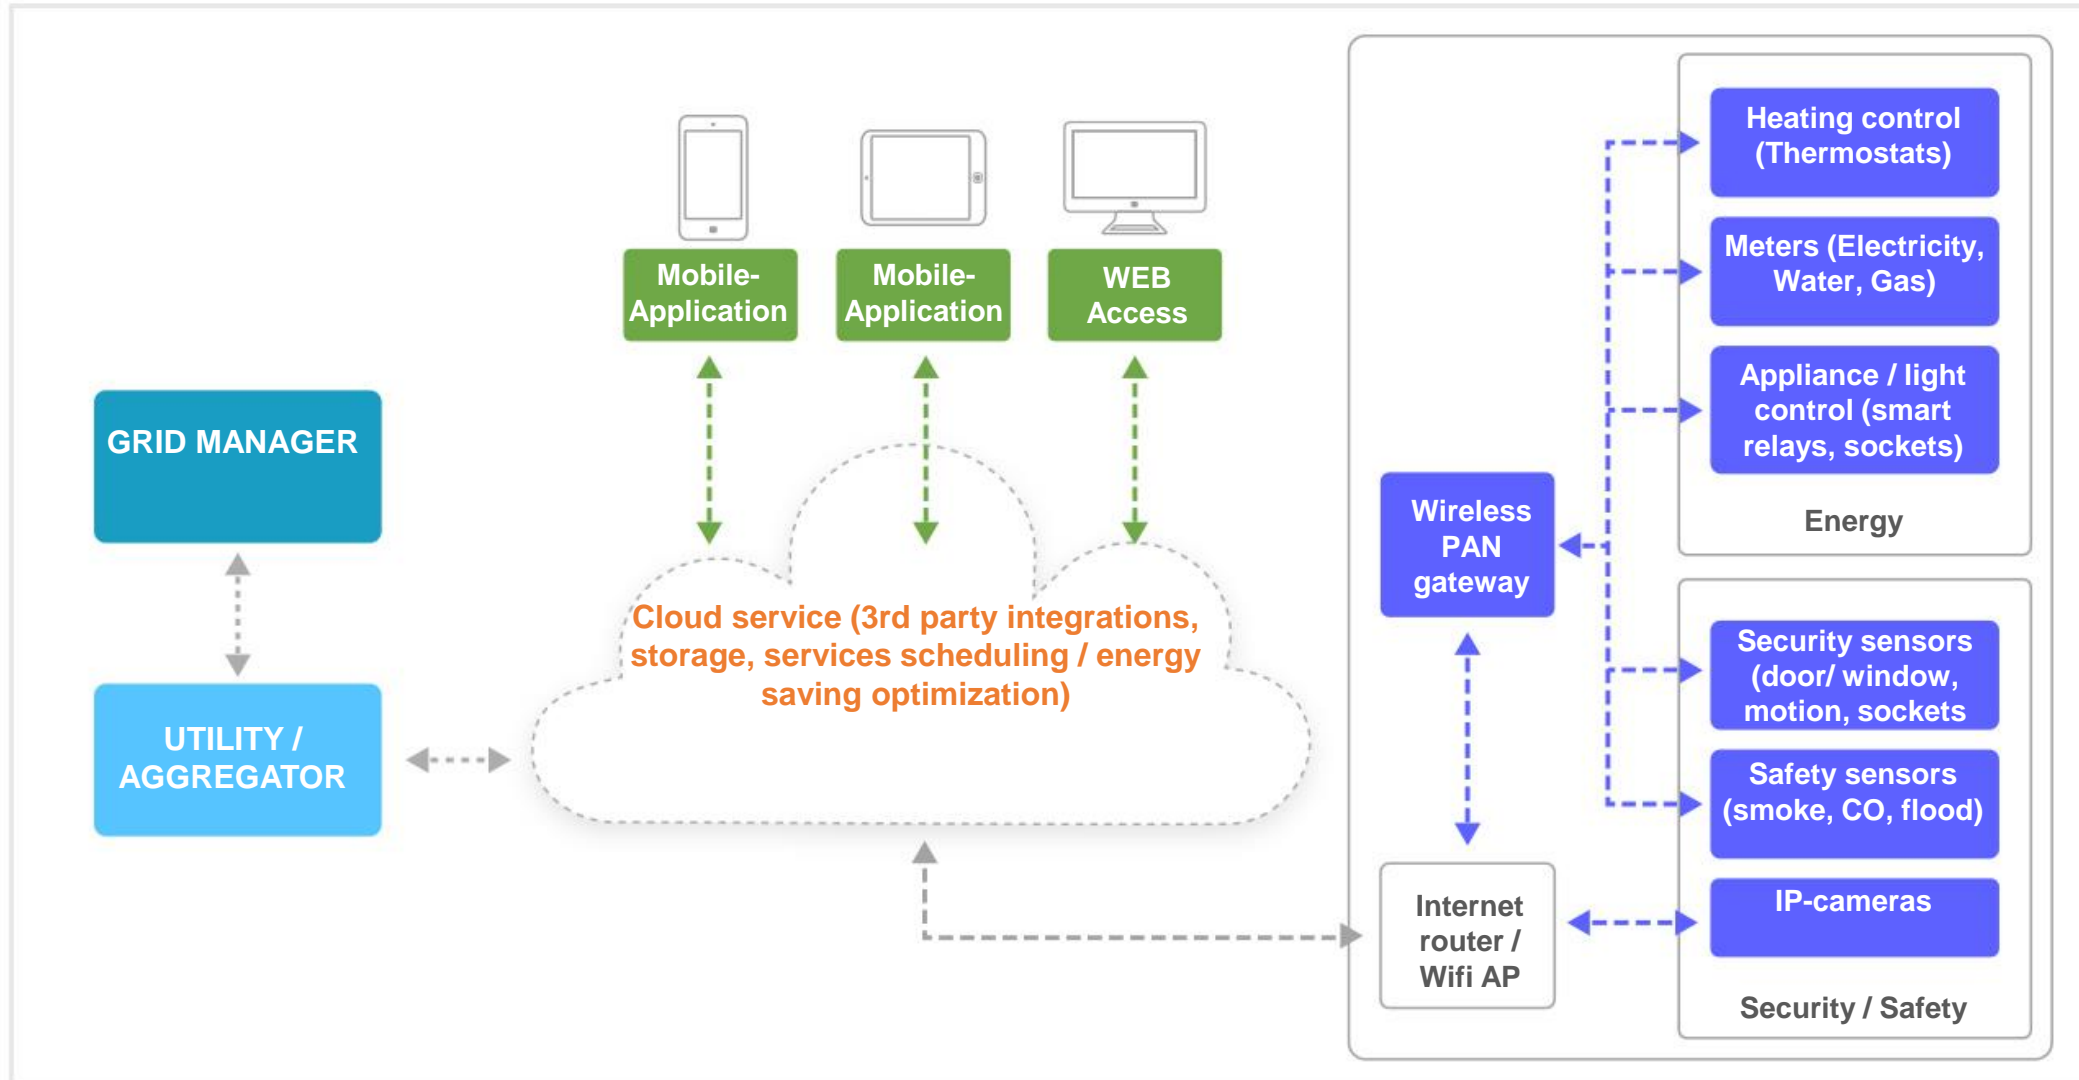 Mobile-
Application
Mobile-
Application
WEB
Access
GRID MANAGER
UTILITY /
AGGREGATOR
Cloud service (3rd party integrations,
storage, services scheduling / energy
saving optimization)
Wireless
PAN
gateway
Internet
router /
Wifi AP
Heating control
(Thermostats)
Meters (Electricity,
Water, Gas)
Appliance / light
control (smart
relays, sockets)
Energy
Security sensors
(door/ window,
motion, sockets
Safety sensors
(smoke, CO, flood)
IP-cameras
Security / Safety